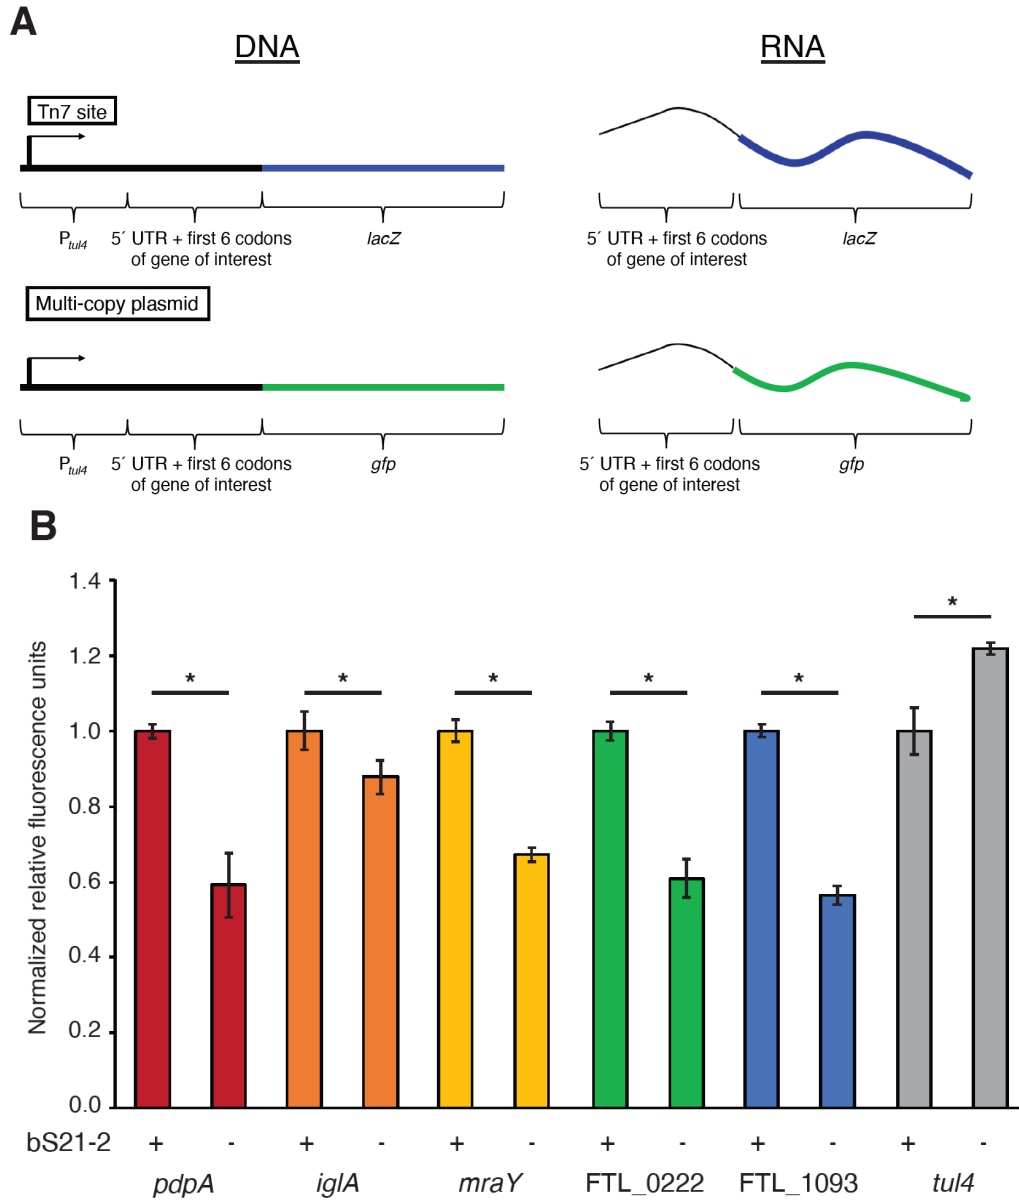 A
DNA
RNA
Tn7 site
Ptul4
5´ UTR + first 6 codons
of gene of interest
lacZ
5´ UTR + first 6 codons
of gene of interest
lacZ
Multi-copy plasmid
Ptul4
5´ UTR + first 6 codons
of gene of interest
gfp
5´ UTR + first 6 codons
of gene of interest
gfp
B
Normalized relative fluorescence units
1.4
1.2
1.0
0.8
0.6
0.4
0.2
0.0
* * * * * *
bS21-2 + - + - + - + - + - + -
pdpA iglA mraY FTL_0222 FTL_1093 tul4